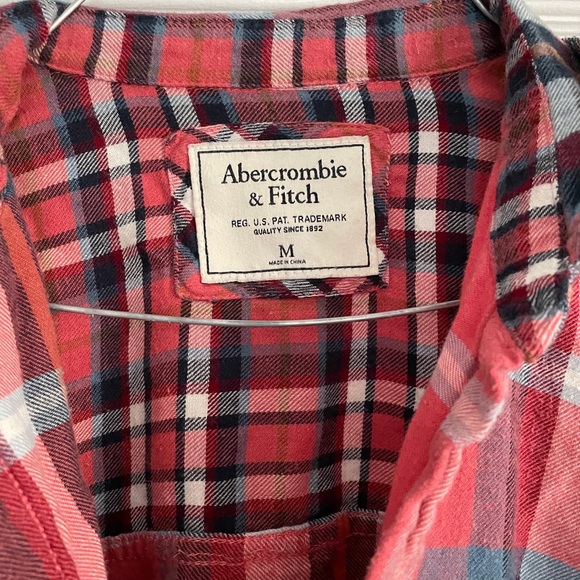 Abercrombie
& Fitch
REG. U.S. PAT. TRADEMARK
QUALITY SINCE 1892
M
MADE IN CHINA